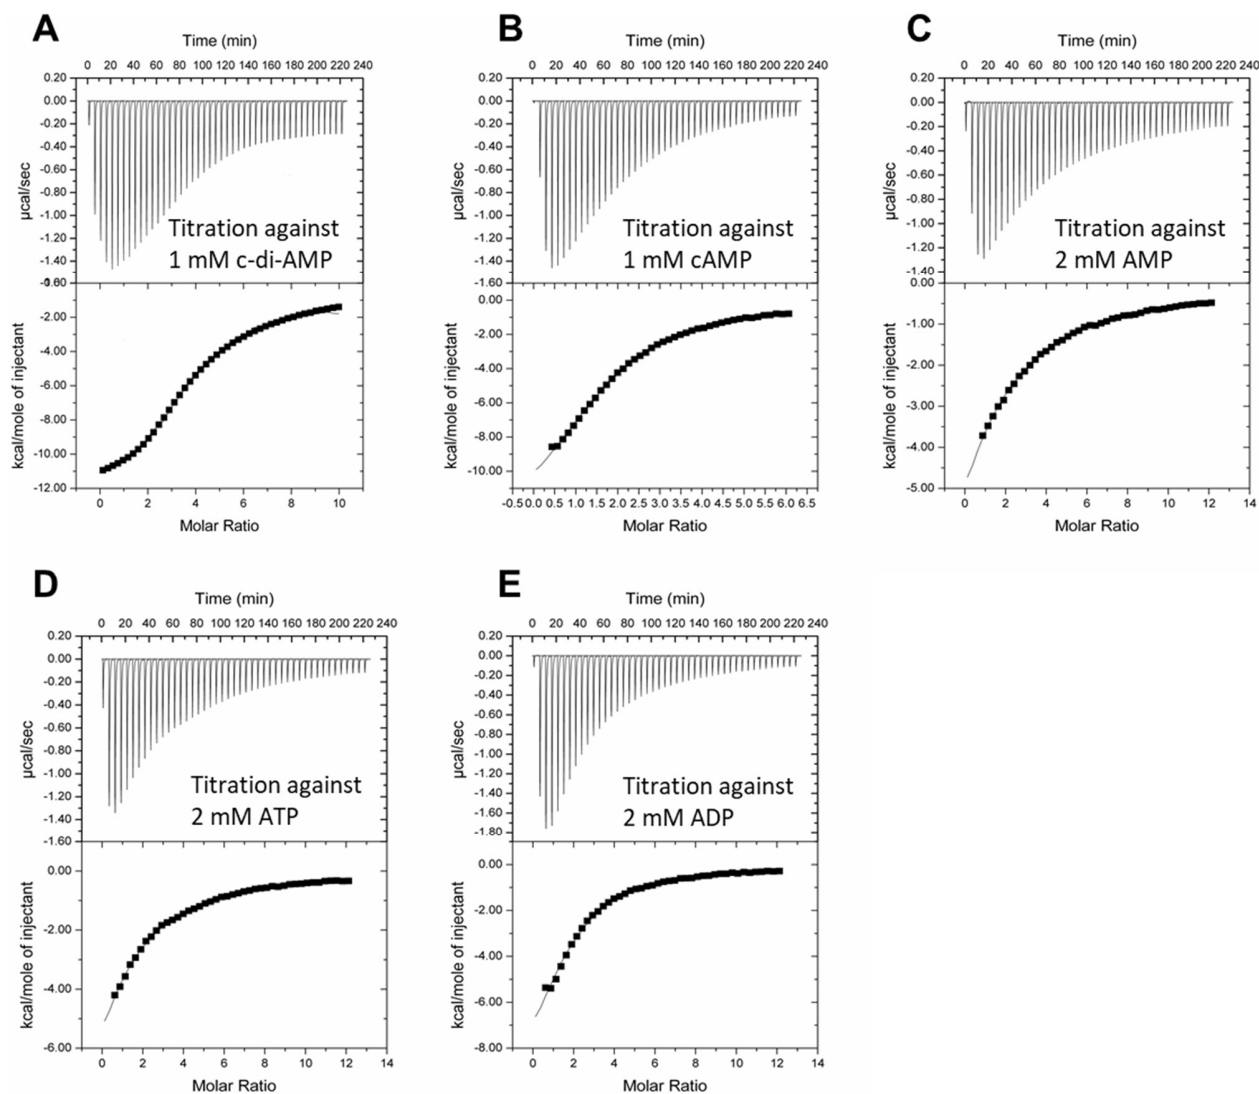 A
Time (min)
0 20 40 60 80 100 120 140 160 180 200 220 240
0.20
0.00
-0.20
-0.40
-0.60
-0.80
-1.00
-1.20
-1.40
µcal/sec
Titration against
1 mM c-di-AMP
-2.00
-4.00
-6.00
-8.00
-10.00
-12.00
kcal/mole of injectant
0 2 4 6 8 10
Molar Ratio
B
Time (min)
0 20 40 60 80 100 120 140 160 180 200 220 240
0.20
0.00
-0.20
-0.40
-0.60
-0.80
-1.00
-1.20
-1.40
-1.60
µcal/sec
Titration against
1 mM cAMP
0.00
-2.00
-4.00
-6.00
-8.00
-10.00
kcal/mole of injectant
-0.5 0.0 0.5 1.0 1.5 2.0 2.5 3.0 3.5 4.0 4.5 5.0 5.5 6.0 6.5
Molar Ratio
C
Time (min)
0 20 40 60 80 100 120 140 160 180 200 220 240
0.20
0.00
-0.20
-0.40
-0.60
-0.80
-1.00
-1.20
-1.40
µcal/sec
Titration against
2 mM AMP
0.00
-1.00
-2.00
-3.00
-4.00
-5.00
kcal/mole of injectant
0 2 4 6 8 10 12 14
Molar Ratio
D
Time (min)
0 20 40 60 80 100 120 140 160 180 200 220 240
0.20
0.00
-0.20
-0.40
-0.60
-0.80
-1.00
-1.20
-1.40
-1.60
µcal/sec
Titration against
2 mM ATP
0.00
-2.00
-4.00
-6.00
kcal/mole of injectant
0 2 4 6 8 10 12 14
Molar Ratio
E
Time (min)
0 20 40 60 80 100 120 140 160 180 200 220 240
0.20
0.00
-0.20
-0.40
-0.60
-0.80
-1.00
-1.20
-1.40
-1.60
-1.80
µcal/sec
Titration against
2 mM ADP
0.00
-2.00
-4.00
-6.00
-8.00
kcal/mole of injectant
0 2 4 6 8 10 12 14
Molar Ratio